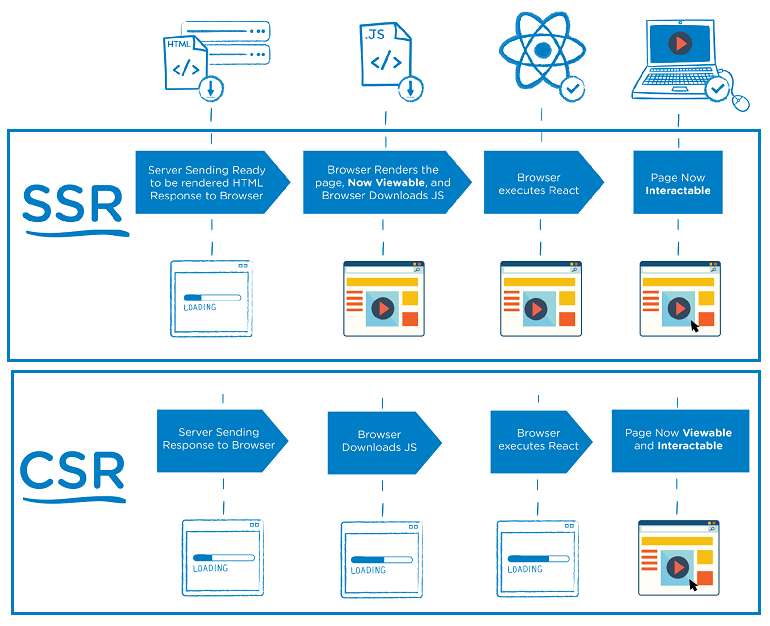 HTML
</>
.JS
</>
SSR
Server Sending Ready
to be rendered HTML
Response to Browser
Browser Renders the
page, Now Viewable, and
Browser Downloads JS
Browser
executes React
Page Now
Interactable
LOADING
CSR
Server Sending
Response to Browser
Browser
Downloads JS
Browser
executes React
Page Now Viewable
and Interactable
LOADING
LOADING
LOADING